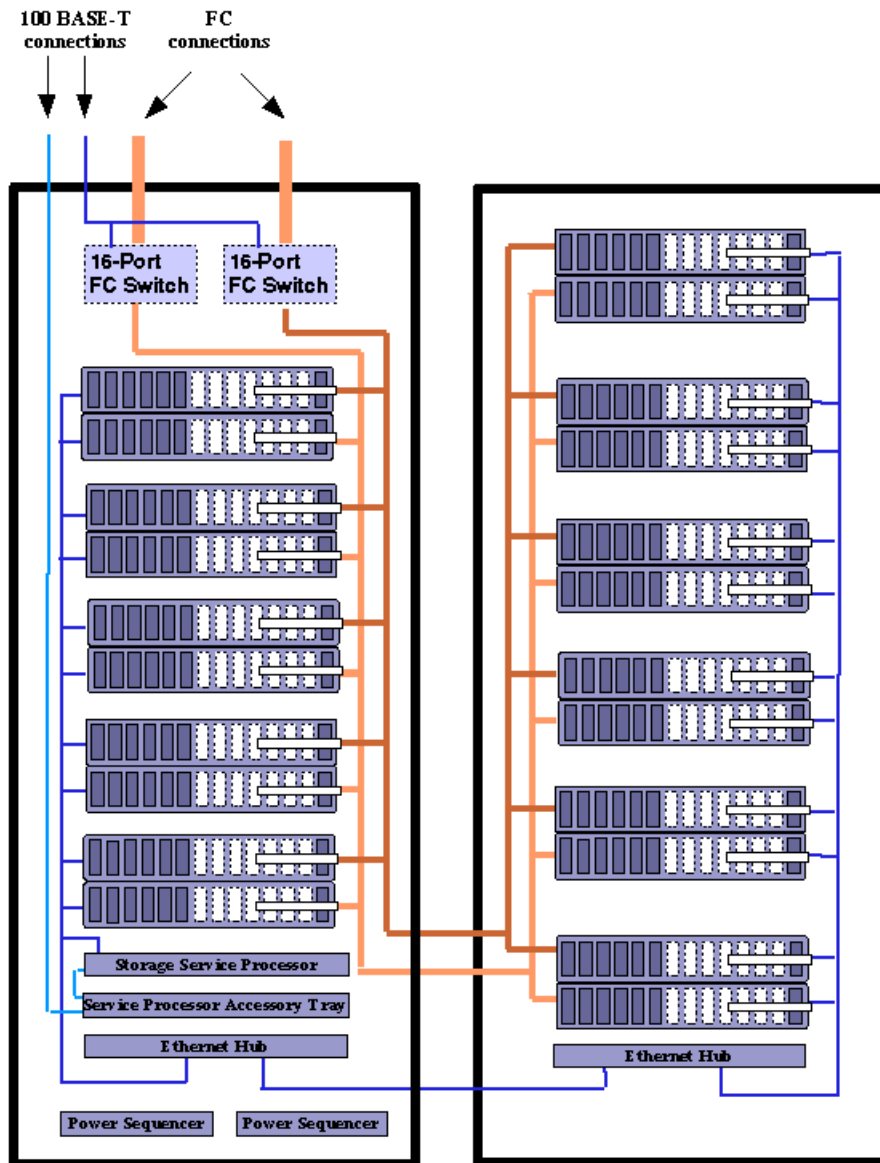 100 BASE-T
connections
FC
connections
16-Port
FC Switch
16-Port
FC Switch
Storage Service Processor
Service Processor Accessory Tray
Ethernet Hub
Ethernet Hub
Power Sequencer
Power Sequencer